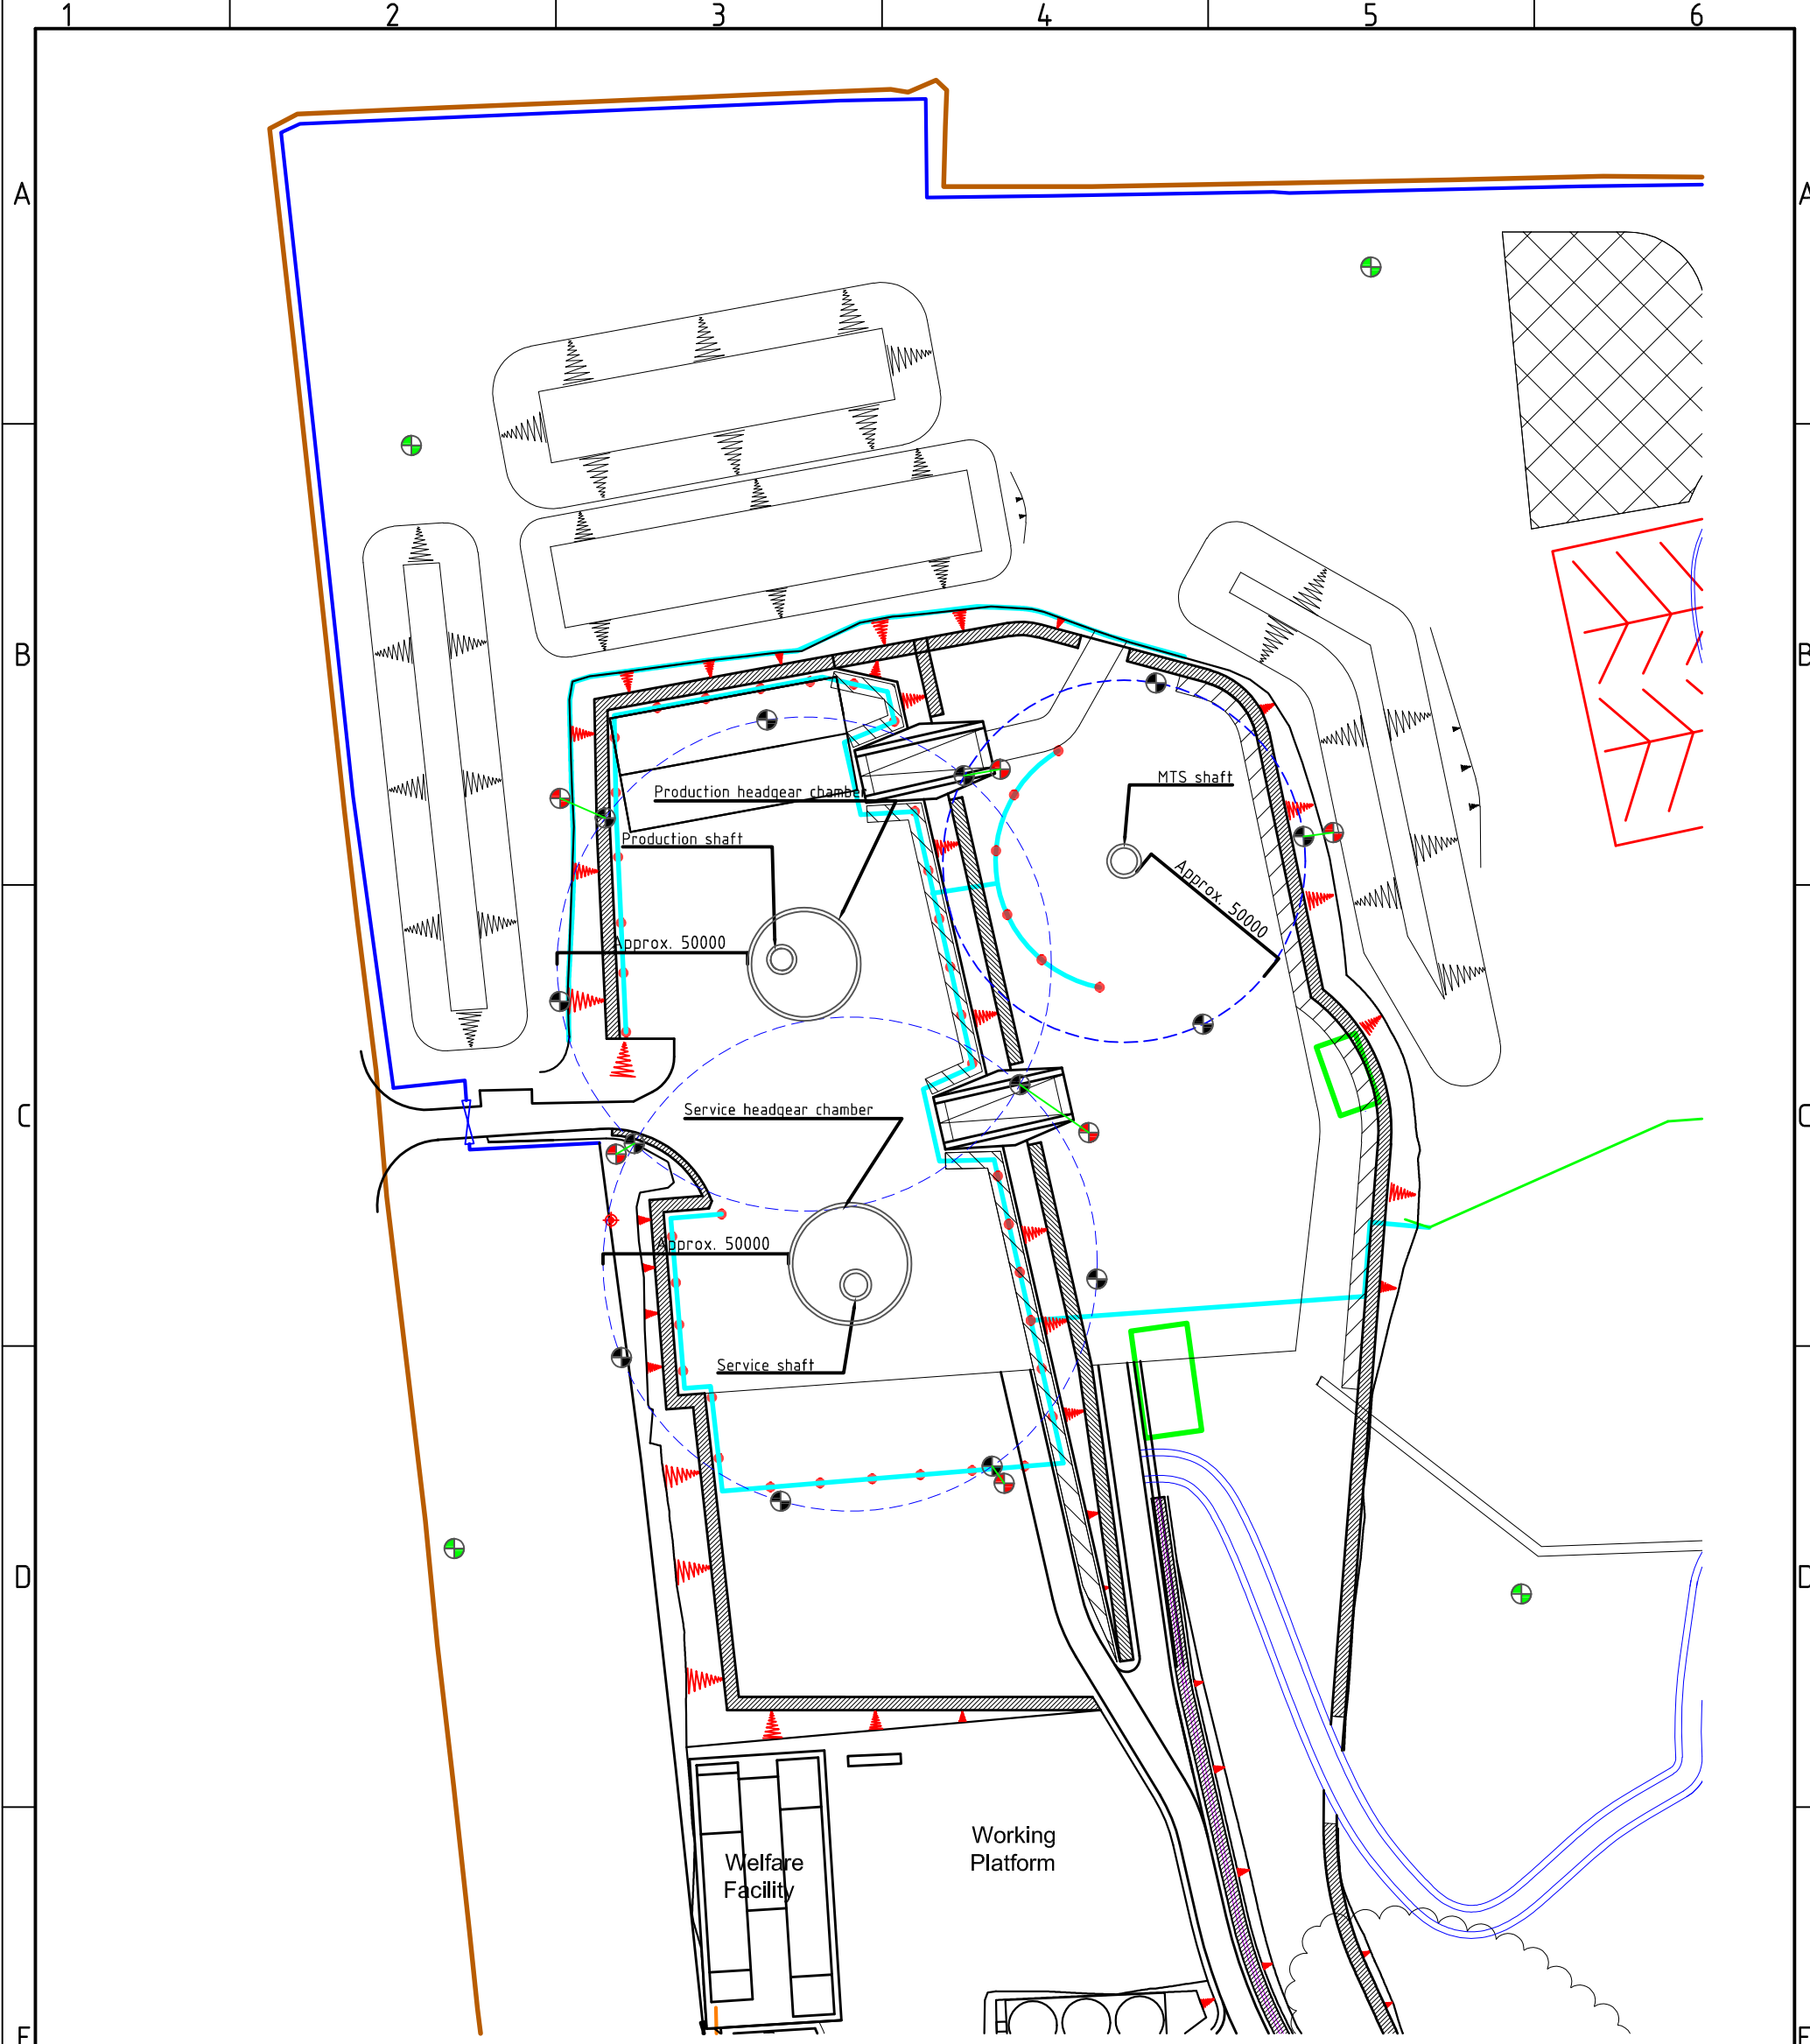 1 2 3 4 5 6
A A
MTS shaft
B B
Production headgear chamber
Production shaft
Approx. 50000
Approx. 50000
Service headgear chamber
C C
Approx. 50000
Service shaft
D D
Working
Platform
Welfare
Facility